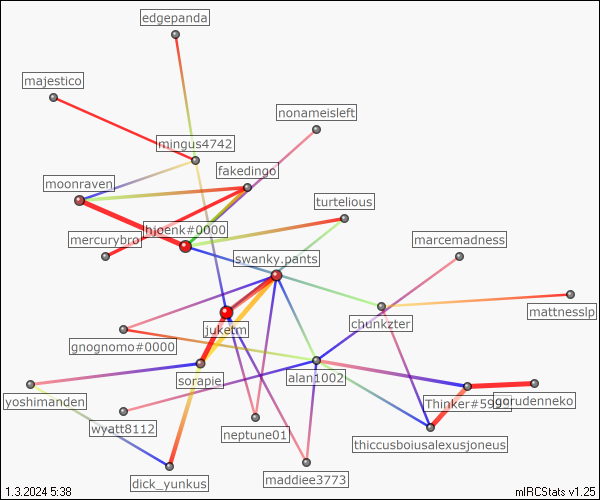 edgepanda
majestico
nonameisleft
mingus4742
fakedingo
moonraven
turtelious
hjoenk#0000
mercurybro
marcemadness
swanky.pants
mattnesslp
chunkzter
juketm
gnognomo#0000
sorapie
alan1002
yoshimanden
Thinker#599
gorudenneko
wyatt8112
neptune01
thiccusboiusalexusjoneus
maddiee3773
dick_yunkus
1.3.2024 5:38
mIRCStats v1.25